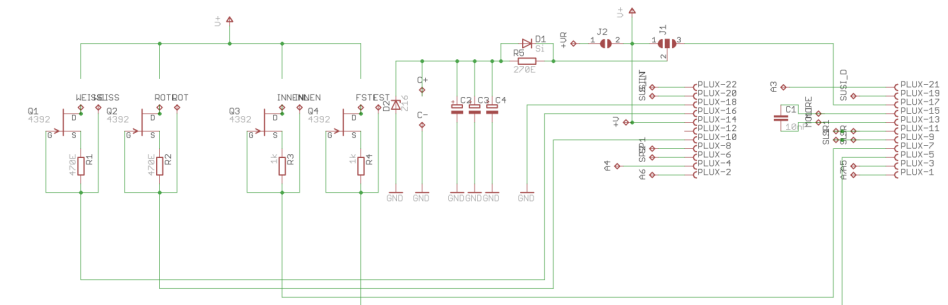 V+
V+
J2
J1
+VR
1 2
1 3
2
D1
Si
R5
270E
C+
C-
D2
Z16
C2
C3
C4
WEISS
ROT
INNEN
FST
Q1
4392
Q2
4392
Q3
4392
Q4
4392
D
G
S
D
G
S
D
G
S
D
G
S
R1
470E
R2
470E
R3
1k
R4
1k
GND
GND
GND
GND
GND
GND
+V
A4
A6
PLUX-22
PLUX-20
PLUX-18
PLUX-16
PLUX-14
PLUX-12
PLUX-10
PLUX-8
PLUX-6
PLUX-4
PLUX-2
A3
SUSI_D
C1
PLUX-21
PLUX-19
PLUX-17
PLUX-15
PLUX-13
PLUX-11
PLUX-9
PLUX-7
PLUX-5
PLUX-3
PLUX-1